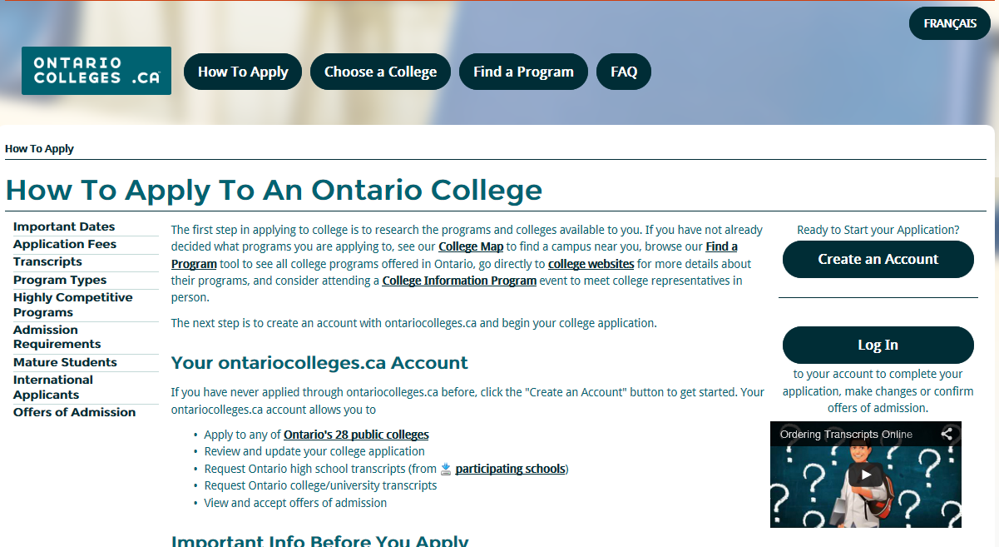 FRANÇAIS
ONTARIO
COLLEGES .CA
How To Apply
Choose a College
Find a Program
FAQ
How To Apply
How To Apply To An Ontario College
Important Dates
Application Fees
Transcripts
Program Types
Highly Competitive
Programs
Admission
Requirements
Mature Students
International
Applicants
Offers of Admission
The first step in applying to college is to research the programs and colleges available to you. If you have not already
decided what programs you are applying to, see our College Map to find a campus near you, browse our Find a
Program tool to see all college programs offered in Ontario, go directly to college websites for more details about
their programs, and consider attending a College Information Program event to meet college representatives in
person.
The next step is to create an account with ontariocolleges.ca and begin your college application.
Your ontariocolleges.ca Account
If you have never applied through ontariocolleges.ca before, click the "Create an Account" button to get started. Your
ontariocolleges.ca account allows you to
• Apply to any of Ontario's 28 public colleges
• Review and update your college application
• Request Ontario high school transcripts (from participating schools)
• Request Ontario college/university transcripts
• View and accept offers of admission
Important Info Before You Apply
Ready to Start your Application?
Create an Account
Log In
to your account to complete your
application, make changes or confirm
offers of admission.
Ordering Transcripts Online
? ? ? ? ? ? ?